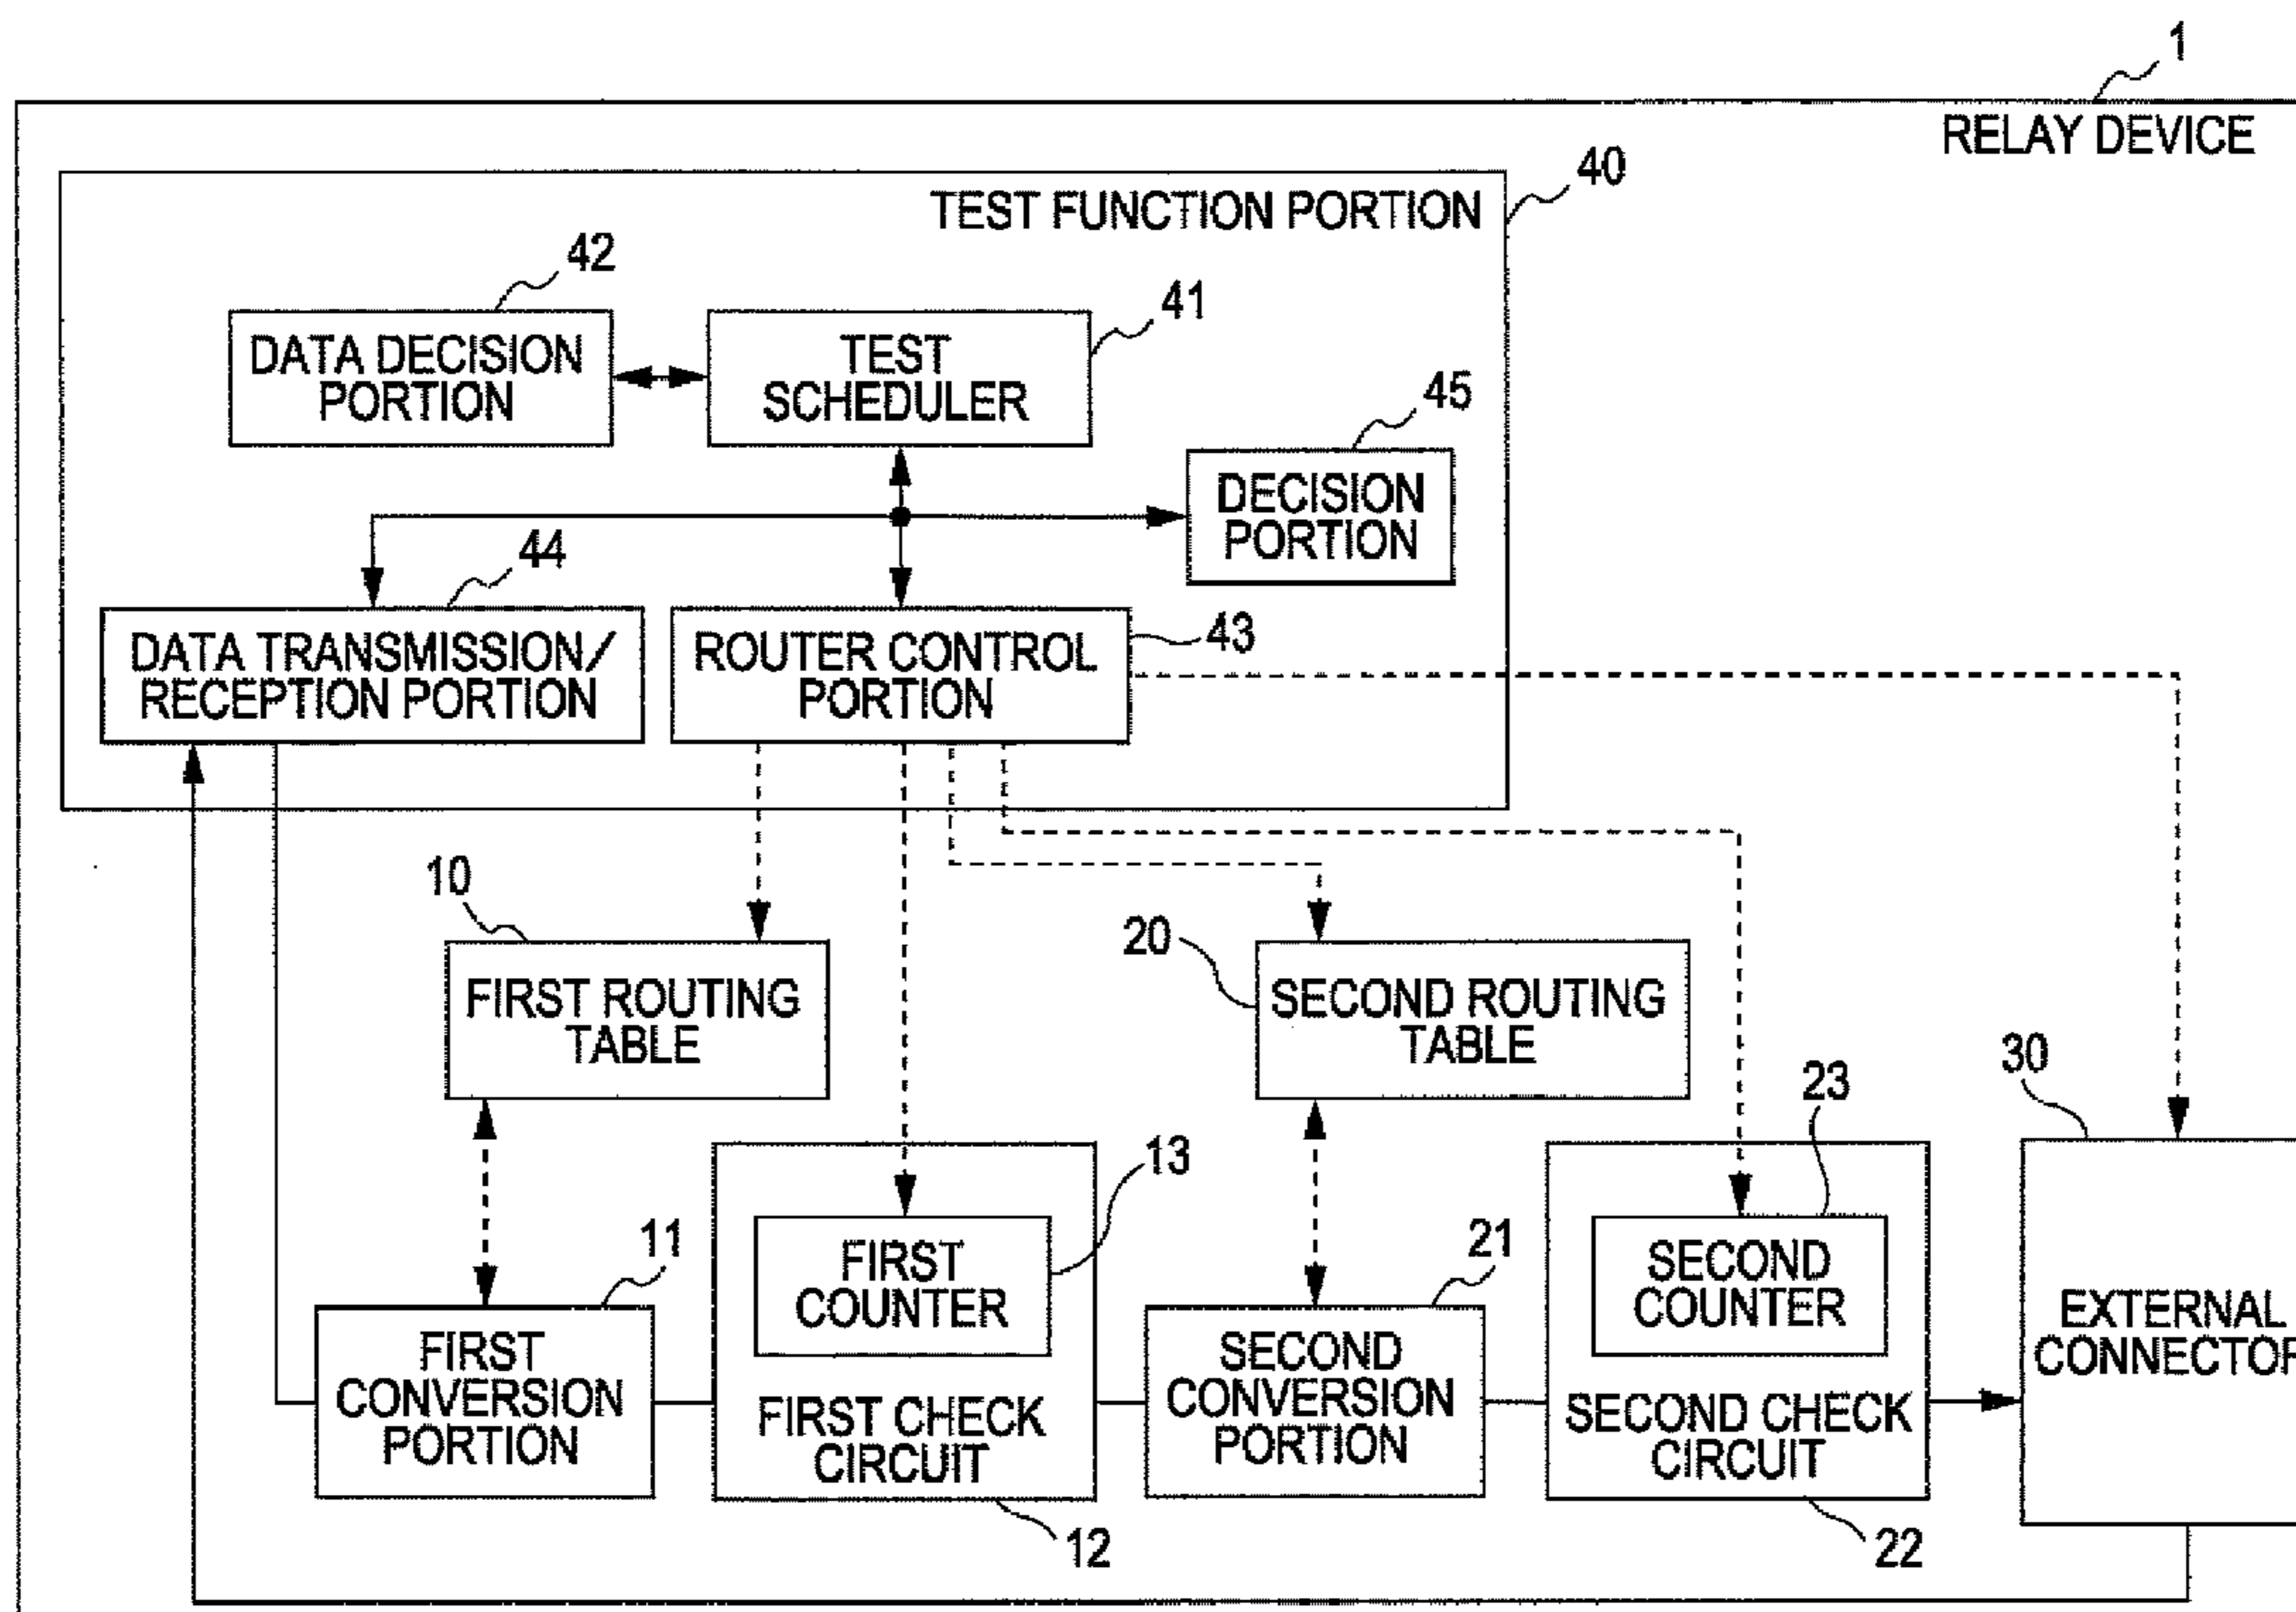 1
RELAY DEVICE
40
TEST FUNCTION PORTION
42
41
DATA DECISION
PORTION
TEST
SCHEDULER
45
DECISION
PORTION
44
43
DATA TRANSMISSION/
RECEPTION PORTION
ROUTER CONTROL
PORTION
10
20
FIRST ROUTING
TABLE
SECOND ROUTING
TABLE
30
23
13
11
21
FIRST
COUNTER
SECOND
COUNTER
FIRST
CONVERSION
PORTION
FIRST CHECK
CIRCUIT
SECOND
CONVERSION
PORTION
SECOND CHECK
CIRCUIT
EXTERNAL
CONNECTOR
12
22